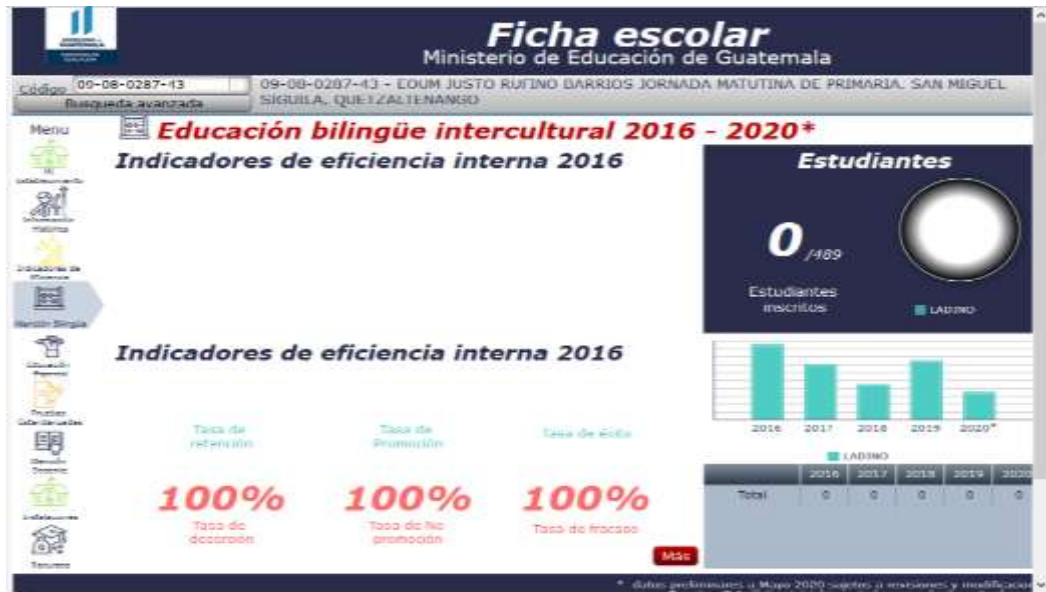 Ficha escolar
Ministerio de Educación de Guatemala
Código 09-08-0287-43
Busqueda avanzada
09-08-0287-43 - EOUM JUSTO RUFINO BARRIOS JORNADA MATUTINA DE PRIMARIA. SAN MIGUEL
SIGUILA, QUETZALTENANGO
Menu
Educación bilingüe intercultural 2016 - 2020*
Indicadores de eficiencia interna 2016
Estudiantes
0 /489
Estudiantes
inscritos
LADINO
Indicadores de
Eficiencia
Indicadores de eficiencia interna 2016
2016 2017 2018 2019 2020*
LADINO
Tasa de
retención
Tasa de
Promoción
Tasa de éxito
100% 100% 100%
Tasa de
deserción
Tasa de No
promoción
Tasa de fracaso
2016 2017 2018 2019 2020
Total 0 0 0 0 0
Más
* datos preliminares a Mayo 2020 sujetos a revisiones y